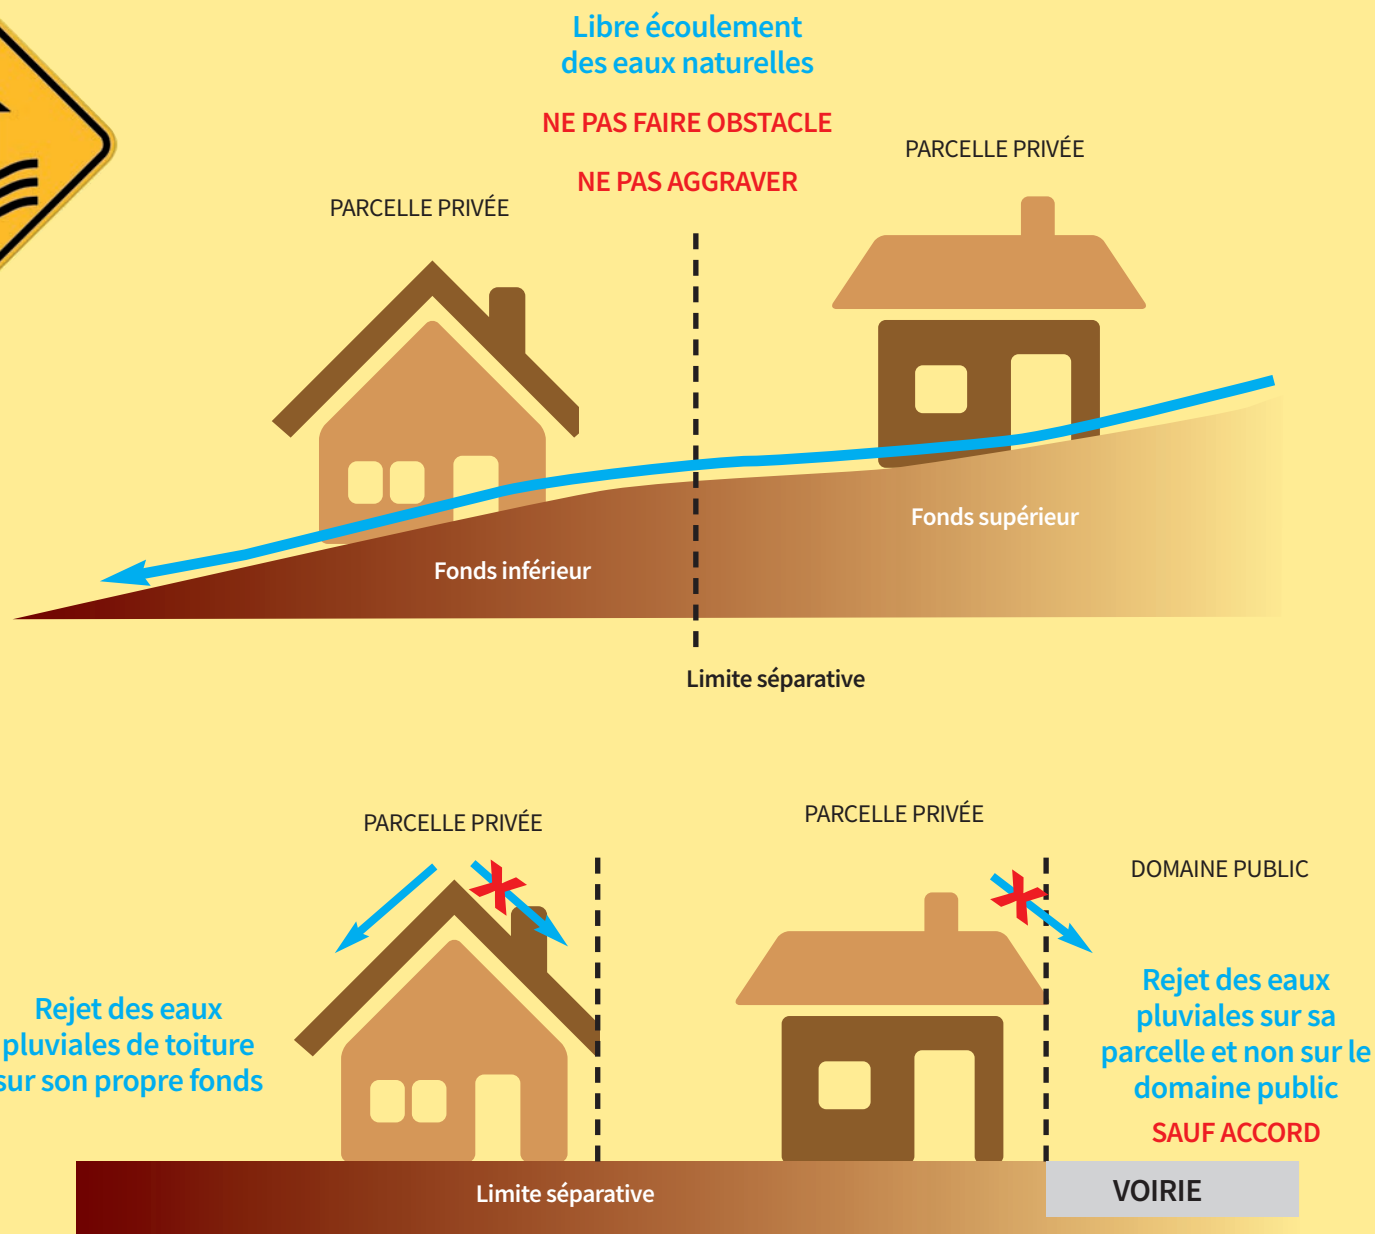 Libre écoulement
des eaux naturelles
NE PAS FAIRE OBSTACLE
NE PAS AGGRAVER
PARCELLE PRIVÉE
PARCELLE PRIVÉE
Fonds supérieur
Fonds inférieur
Limite séparative
PARCELLE PRIVÉE
PARCELLE PRIVÉE
DOMAINE PUBLIC
Rejet des eaux
pluviales de toiture
sur son propre fonds
Rejet des eaux
pluviales sur sa
parcelle et non sur le
domaine public
SAUF ACCORD
Limite séparative
VOIRIE